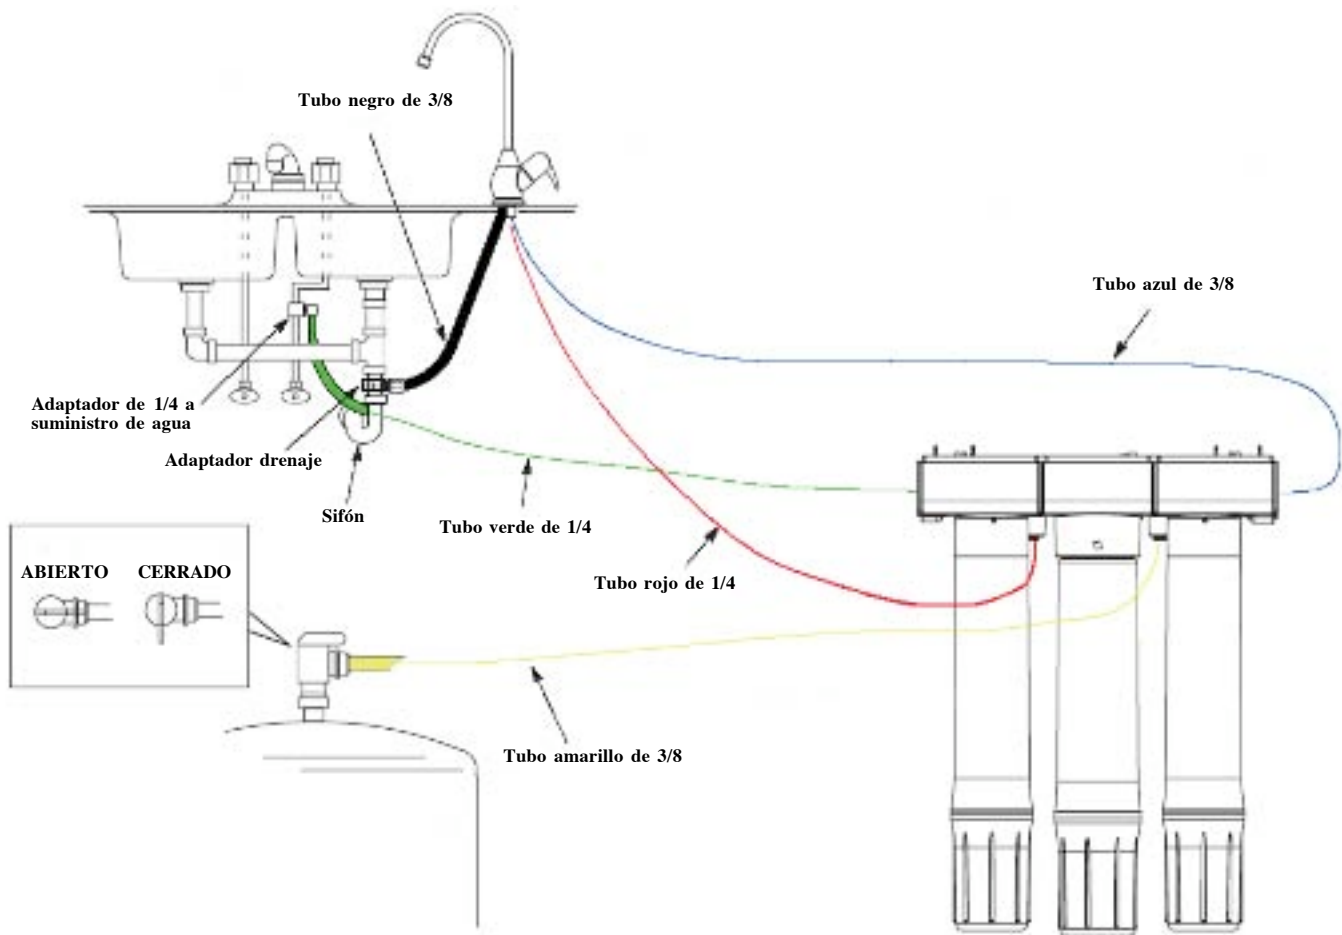 Tubo negro de 3/8
Tubo azul de 3/8
Adaptador de 1/4 a
suministro de agua
Adaptador drenaje
Sifón
Tubo verde de 1/4
Tubo rojo de 1/4
ABIERTO CERRADO
Tubo amarillo de 3/8